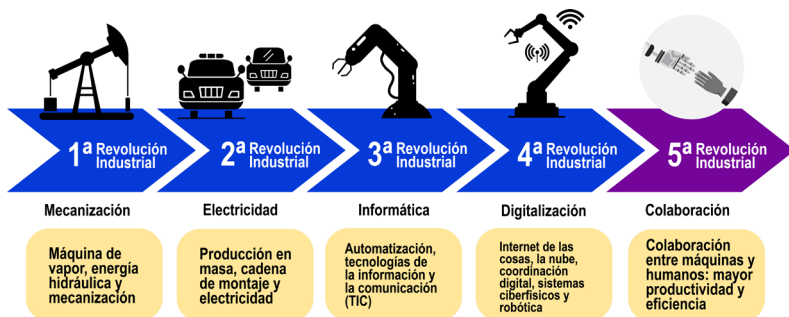 1ª Revolución
Industrial
2ª Revolución
Industrial
3ª Revolución
Industrial
4ª Revolución
Industrial
5ª Revolución
Industrial
Mecanización
Electricidad
Informática
Digitalización
Colaboración
Máquina de
vapor, energía
hidráulica y
mecanización
Producción en
masa, cadena
de montaje y
electricidad
Automatización,
tecnologías de
la información y
la comunicación
(TIC)
Internet de las
cosas, la nube,
coordinación
digital, sistemas
ciberfisicos y
robótica
Colaboración
entre máquinas y
humanos: mayor
productividad y
eficiencia